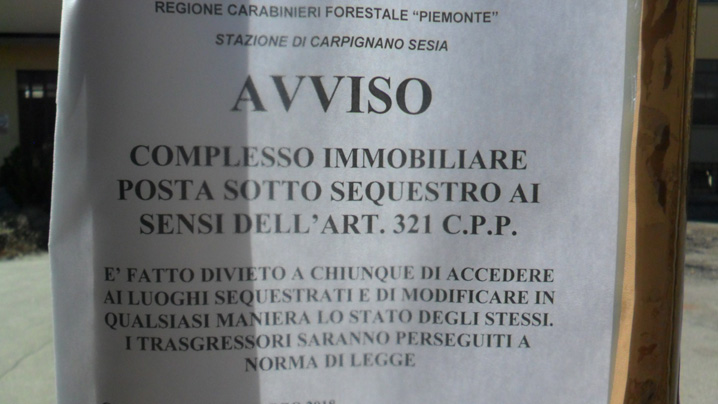 REGIONE CARABINIERI FORESTALE "PIEMONTE"
STAZIONE DI CARPIGNANO SESIA
AVVISO
COMPLESSO IMMOBILIARE
POSTA SOTTO SEQUESTRO AI
SENSI DELL'ART. 321 C.P.P.
E' FATTO DIVIETO A CHIUNQUE DI ACCEDERE
AI LUOGHI SEQUESTRATI E DI MODIFICARE IN
QUALSIASI MANIERA LO STATO DEGLI STESSI.
I TRASGRESSORI SARANNO PERSEGUITI A
NORMA DI LEGGE